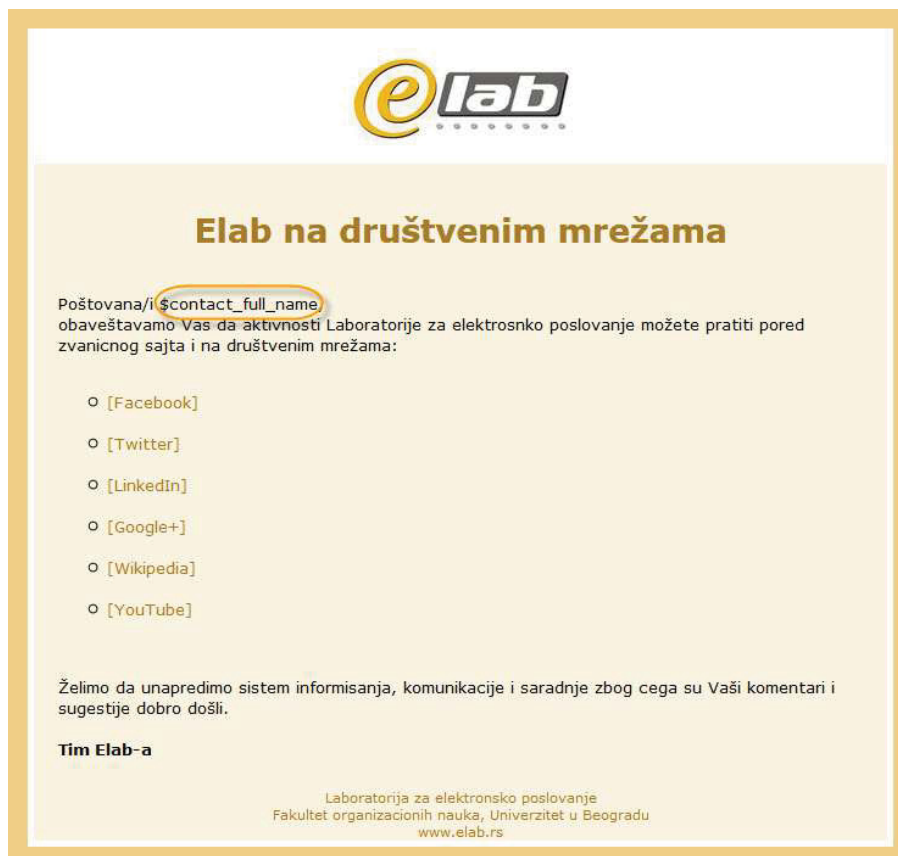 @lab
Elab na društvenim mrežama
Poštovana/i $contact_full_name,
obaveštavamo Vas da aktivnosti Laboratorije za elektrosnko poslovanje možete pratiti pored
zvanicnog sajta i na društvenim mrežama:
[Facebook]
[Twitter]
[LinkedIn]
[Google+]
[Wikipedia]
[YouTube]
Želimo da unapredimo sistem informisanja, komunikacije i saradnje zbog cega su Vaši komentari i
sugestije dobro došli.
Tim Elab-a
Laboratorija za elektronsko poslovanje
Fakultet organizacionih nauka, Univerzitet u Beogradu
www.elab.rs